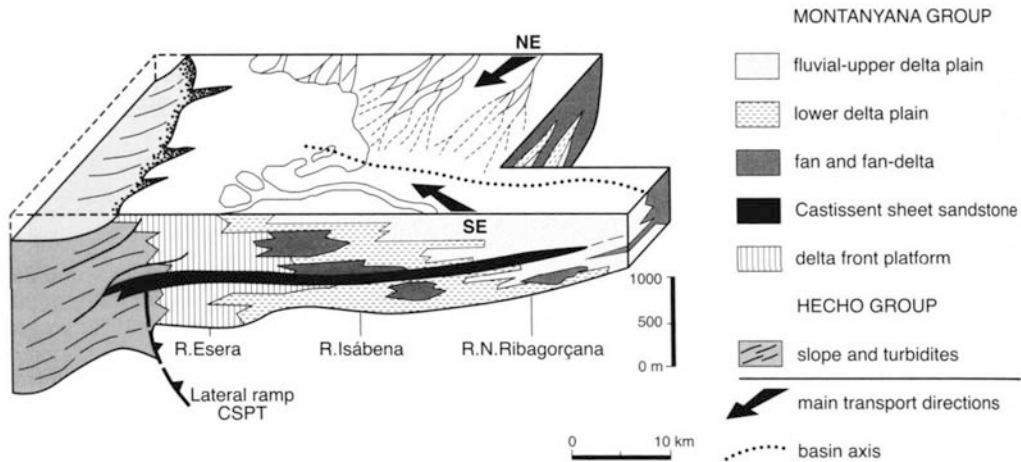 NE
SE
R.Esera
R.Isábena
R.N.Ribagorçana
Lateral ramp
CSPT
1000
500
0 m
0
10 km
MONTANYANA GROUP
fluvial-upper delta plain
lower delta plain
fan and fan-delta
Castissent sheet sandstone
delta front platform
HECHO GROUP
slope and turbidites
main transport directions
basin axis